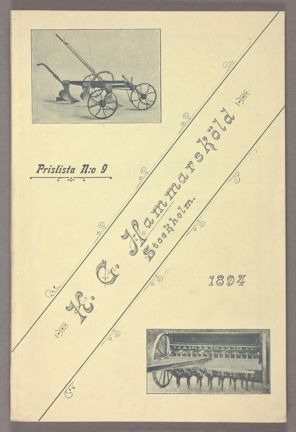 Prislista N:o 9
K. G. Hammarsköld
Stockholm.
1894